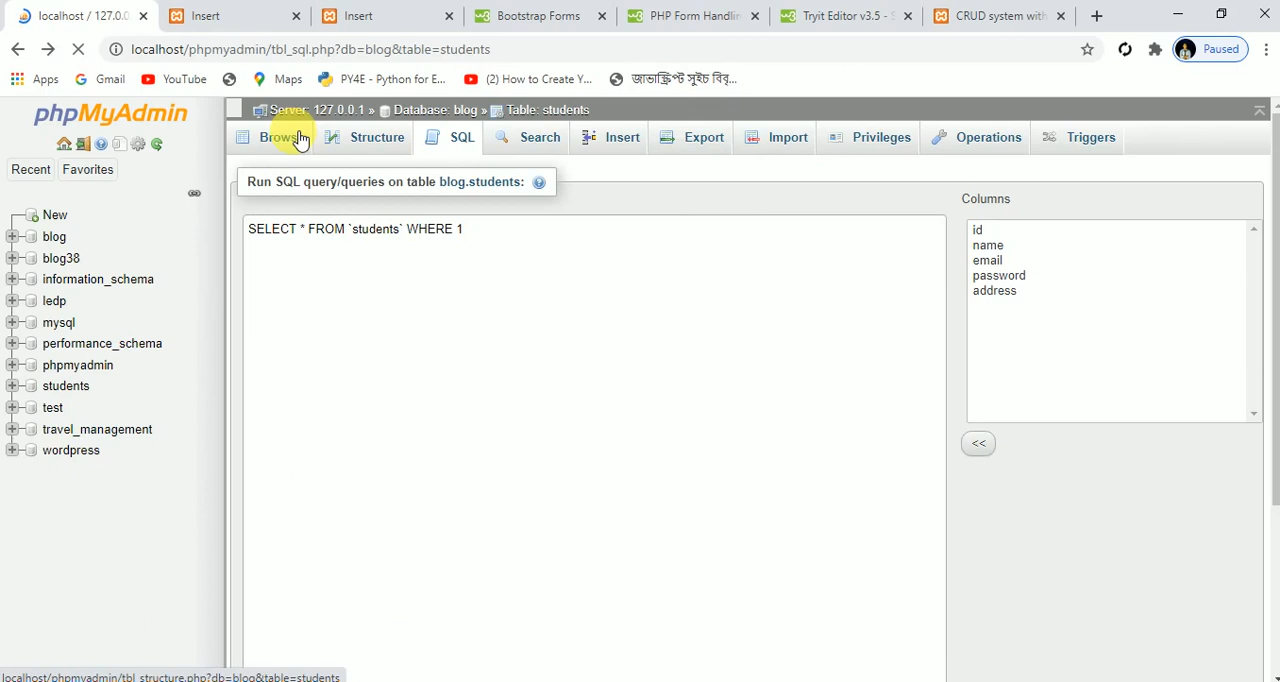 localhost / 127.0.0
Insert
Insert
Bootstrap Forms
PHP Form Handlin
Tryit Editor v3.5 - S
CRUD system with
localhost/phpmyadmin/tbl_sql.php?db=blog&table=students
Paused
Apps
Gmail
YouTube
Maps
PY4E - Python for E...
(2) How to Create Y...
জাভাস্ক্রিপ্ট সুইচ বিবৃ...
phpMyAdmin
Server: 127.0.0.1 » Database: blog » Table: students
Browse
Structure
SQL
Search
Insert
Export
Import
Privileges
Operations
Triggers
Recent
Favorites
New
blog
blog38
information_schema
ledp
mysql
performance_schema
phpmyadmin
students
test
travel_management
wordpress
Run SQL query/queries on table blog.students:
SELECT * FROM `students` WHERE 1
Columns
id
name
email
password
address
<<
localhost/phpmyadmin/tbl_structure.php?db=blog&table=students